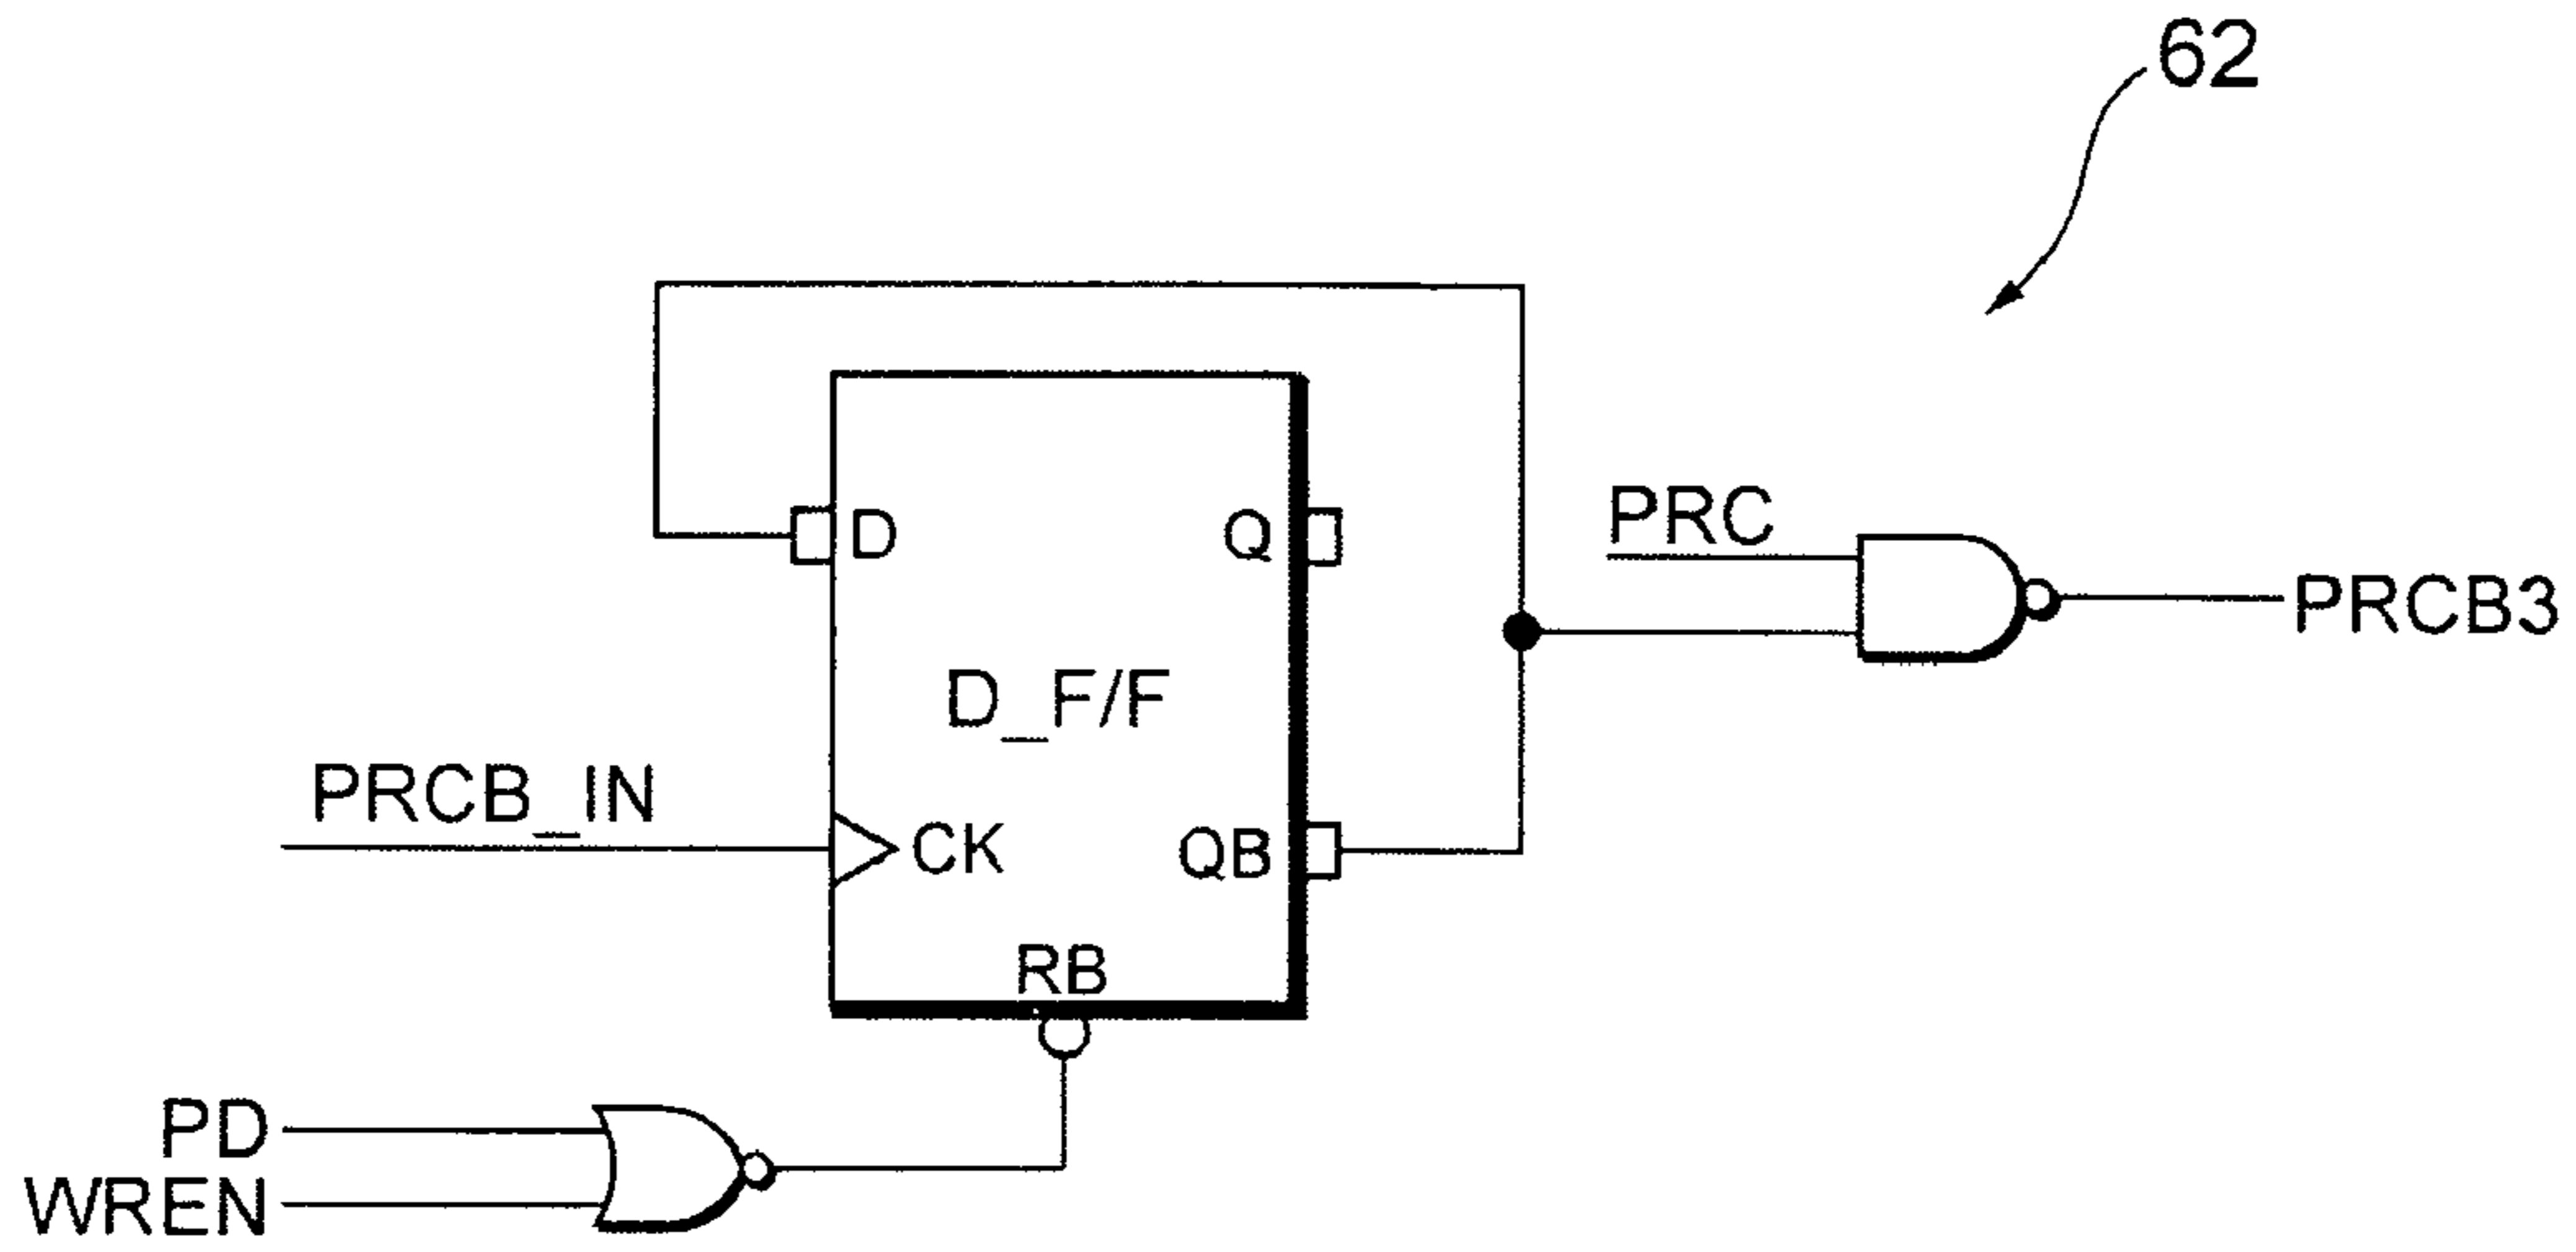 62
PRC
D
Q
PRCB3
D_F/F
PRCB_IN
CK
QB
RB
PD
WREN